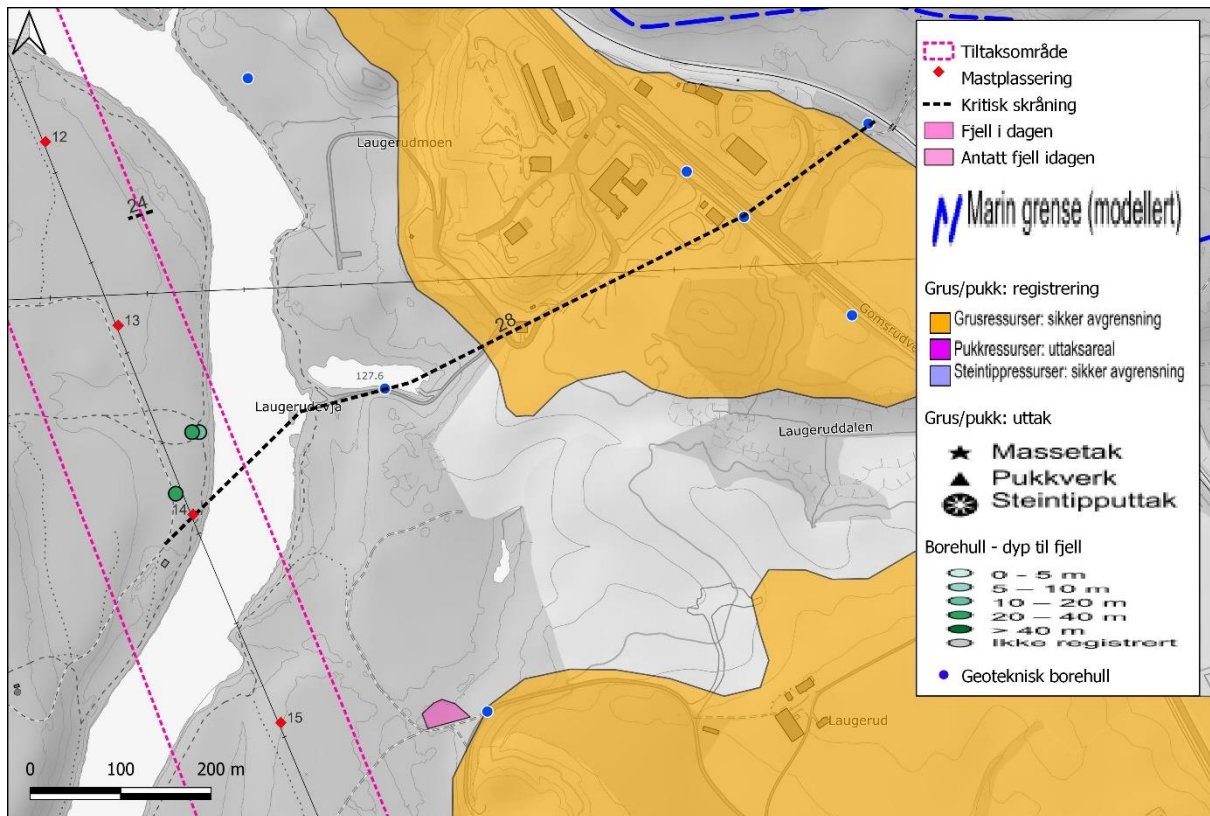 12
24
13
14
15
Laugerudmoen
28
127.6
Laugerudevja
Gomsrudve
Laugeruddalen
Laugerud
0 100 200 m
Tiltaksområde
Mastplassering
Kritisk skråning
Fjell i dagen
Antatt fjell idagen
Marin grense (modellert)
Grus/pukk: registrering
Grusressurser: sikker avgrensning
Pukkressurser: uttaksareal
Steintippressurser: sikker avgrensning
Grus/pukk: uttak
Massetak
Pukkverk
Steintipputtak
Borehull - dyp til fjell
0 - 5 m
5 – 10 m
10 – 20 m
20 – 40 m
> 40 m
Ikke registrert
Geoteknisk borehull